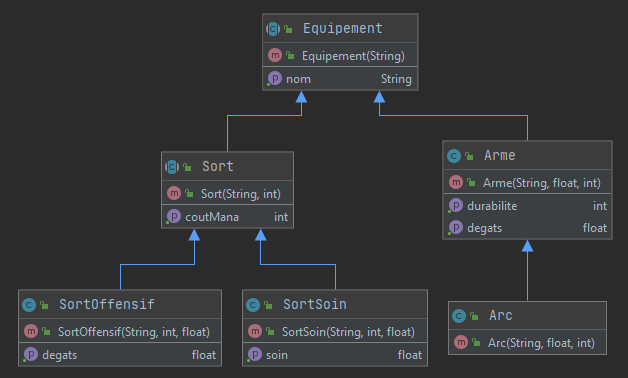 Equipement
Equipement(String)
nom String
Sort
Sort(String, int)
coutMana int
Arme
Arme(String, float, int)
durabilite int
degats float
SortOffensif
SortOffensif(String, int, float)
degats float
SortSoin
SortSoin(String, int, float)
soin float
Arc
Arc(String, float, int)